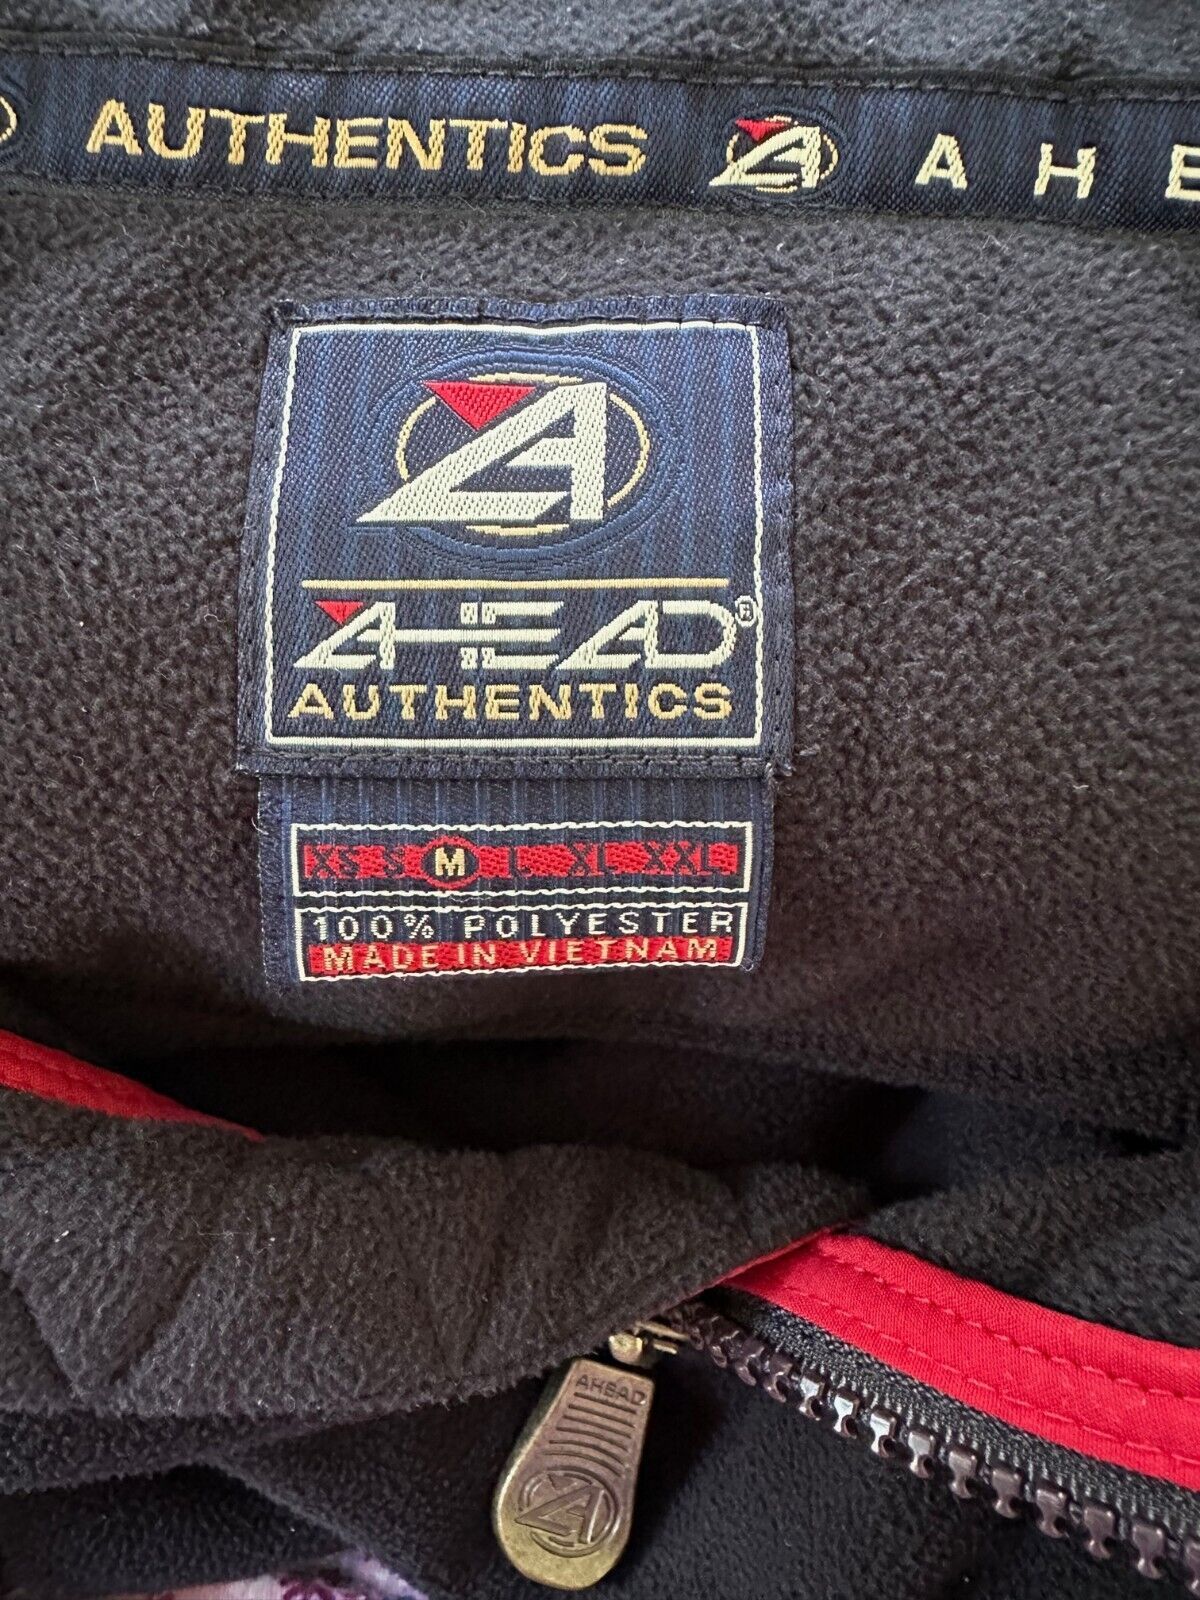 AUTHENTICS A A H E
A
AHEAD®
AUTHENTICS
XS S M L XL XXL
100% POLYESTER
MADE IN VIETNAM
AHEAD
A